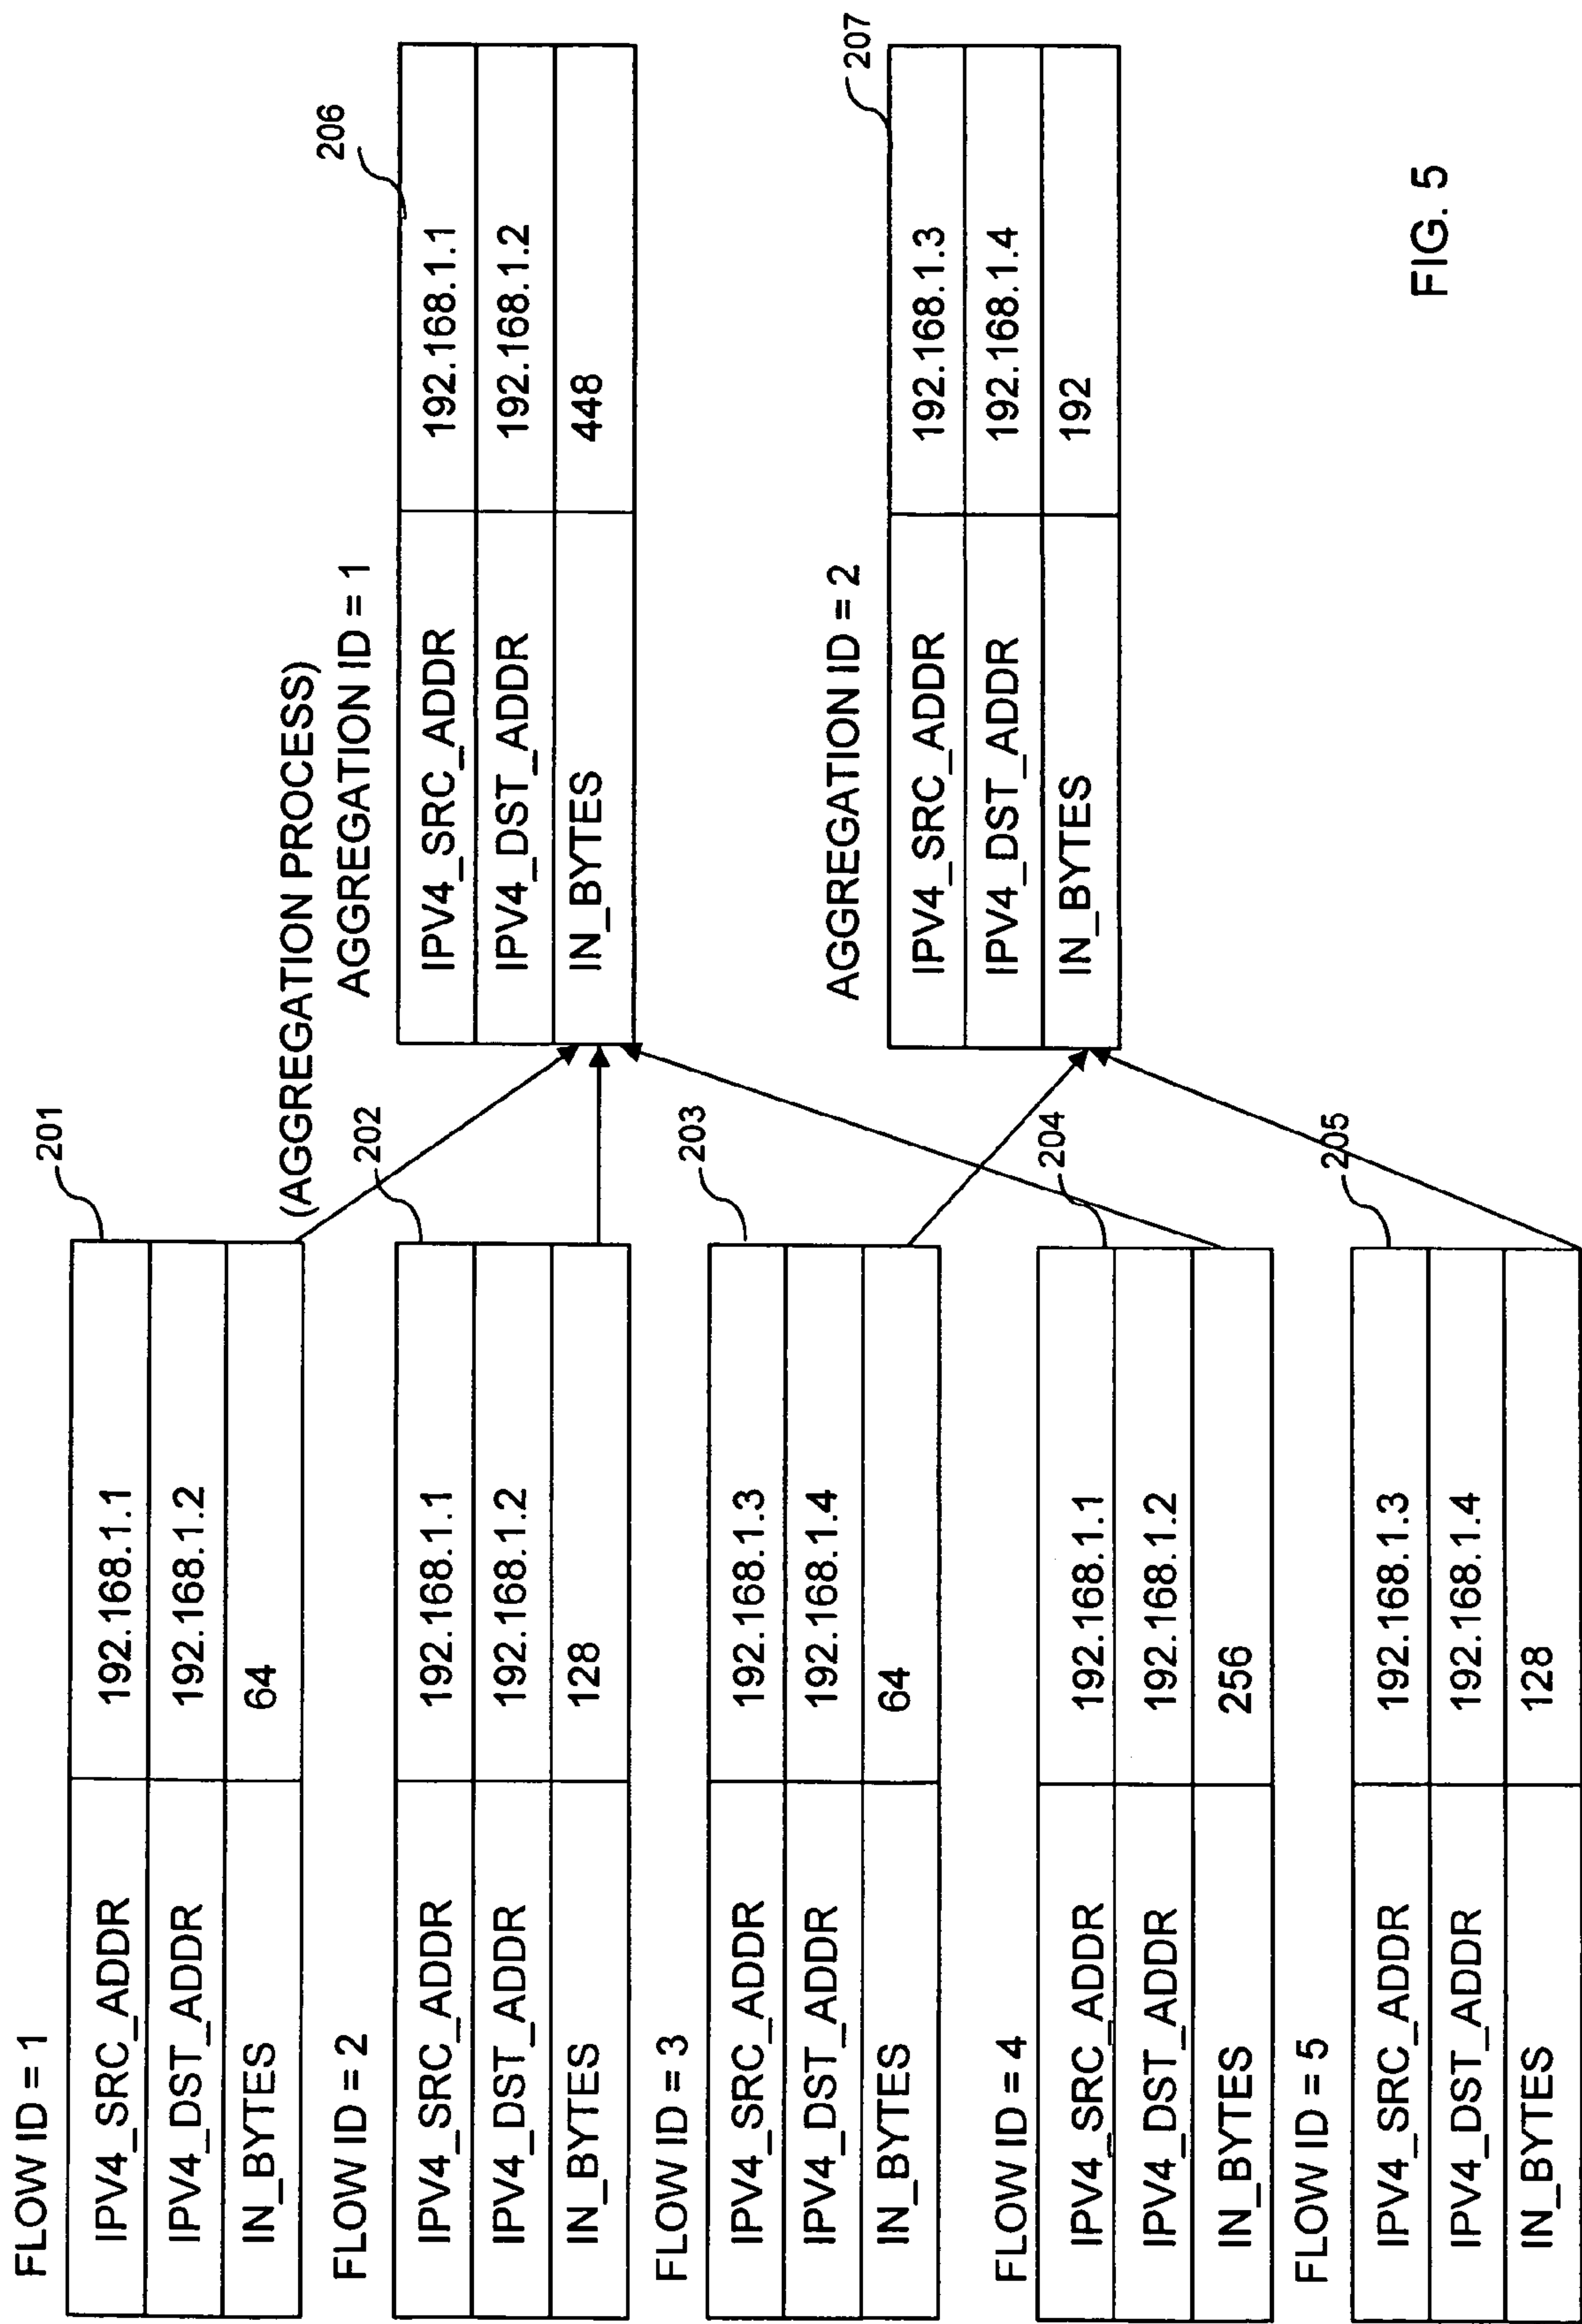 FLOW ID = 1
201
IPV4_SRC_ADDR 192.168.1.1
IPV4_DST_ADDR 192.168.1.2
IN_BYTES 64
FLOW ID = 2
202
IPV4_SRC_ADDR 192.168.1.1
IPV4_DST_ADDR 192.168.1.2
IN_BYTES 128
FLOW ID = 3
203
IPV4_SRC_ADDR 192.168.1.3
IPV4_DST_ADDR 192.168.1.4
IN_BYTES 64
FLOW ID = 4
204
IPV4_SRC_ADDR 192.168.1.1
IPV4_DST_ADDR 192.168.1.2
IN_BYTES 256
FLOW ID = 5
205
IPV4_SRC_ADDR 192.168.1.3
IPV4_DST_ADDR 192.168.1.4
IN_BYTES 128
(AGGREGATION PROCESS)
AGGREGATION ID = 1
206
IPV4_SRC_ADDR 192.168.1.1
IPV4_DST_ADDR 192.168.1.2
IN_BYTES 448
AGGREGATION ID = 2
207
IPV4_SRC_ADDR 192.168.1.3
IPV4_DST_ADDR 192.168.1.4
IN_BYTES 192
FIG. 5